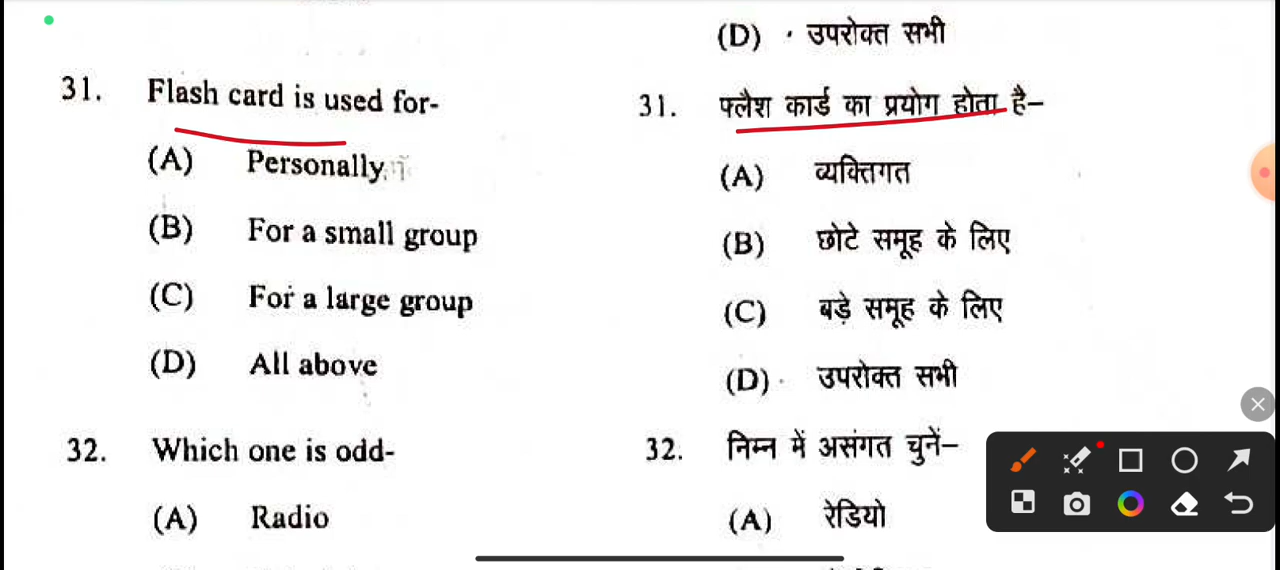 31. Flash card is used for-
(A) Personally
(B) For a small group
(C) For a large group
(D) All above
32. Which one is odd-
(A) Radio
(D) उपरोक्त सभी
31. फ्लैश कार्ड का प्रयोग होता है–
(A) व्यक्तिगत
(B) छोटे समूह के लिए
(C) बड़े समूह के लिए
(D) उपरोक्त सभी
32. निम्न में असंगत चुनें–
(A) रेडियो